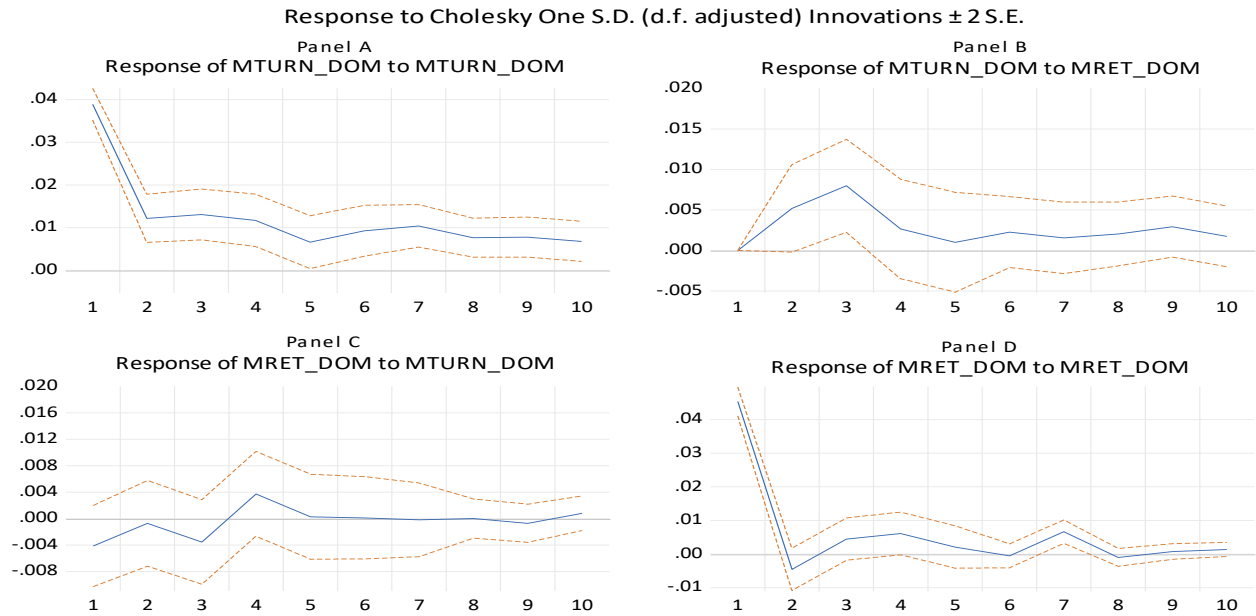 Response to Cholesky One S.D. (d.f. adjusted) Innovations ± 2 S.E.
Panel A
Response of MTURN_DOM to MTURN_DOM
.04
.03
.02
.01
.00
1 2 3 4 5 6 7 8 9 10
Panel B
Response of MTURN_DOM to MRET_DOM
.020
.015
.010
.005
.000
-.005
1 2 3 4 5 6 7 8 9 10
Panel C
Response of MRET_DOM to MTURN_DOM
.020
.016
.012
.008
.004
.000
-.004
-.008
1 2 3 4 5 6 7 8 9 10
Panel D
Response of MRET_DOM to MRET_DOM
.04
.03
.02
.01
.00
-.01
1 2 3 4 5 6 7 8 9 10